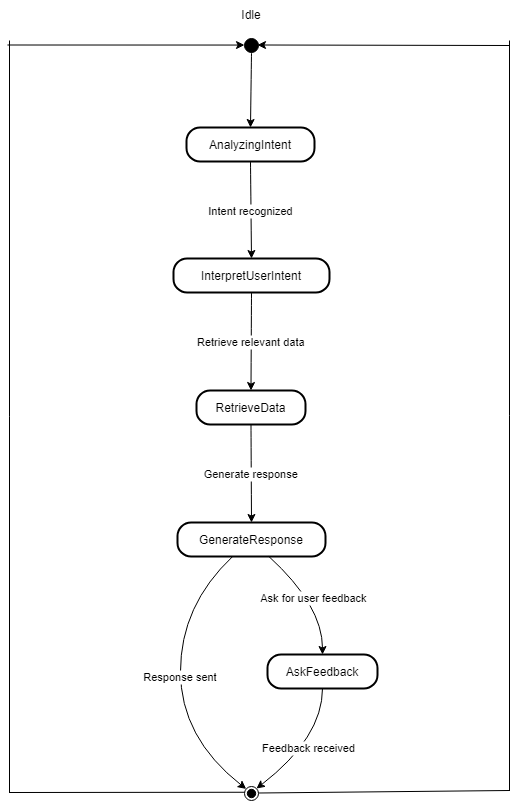 Idle
AnalyzingIntent
Intent recognized
InterpretUserIntent
Retrieve relevant data
RetrieveData
Generate response
GenerateResponse
Ask for user feedback
AskFeedback
Response sent
Feedback received